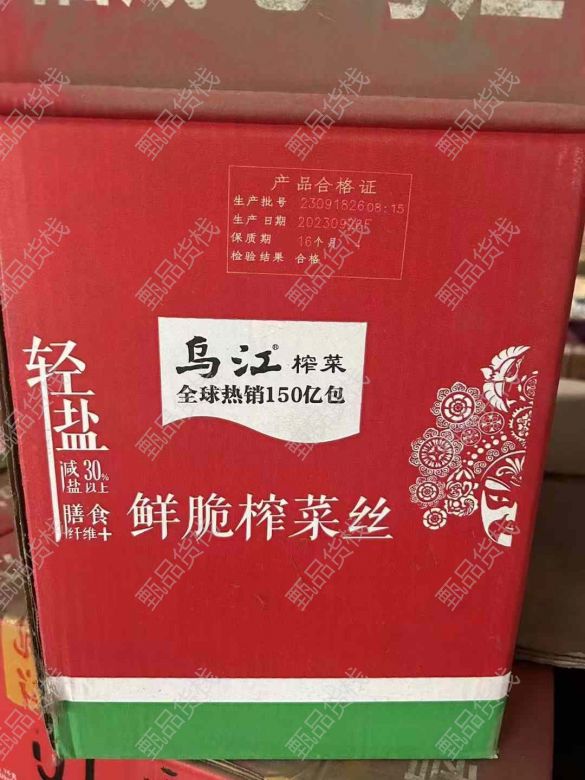 产品合格证
生产批号 2309182608:15
生产日期 20230926F
保质期 16个月
检验结果 合格
乌江®榨菜
全球热销150亿包
轻盐
减盐30%以上
膳食纤维+
鲜脆榨菜丝
甄品货栈